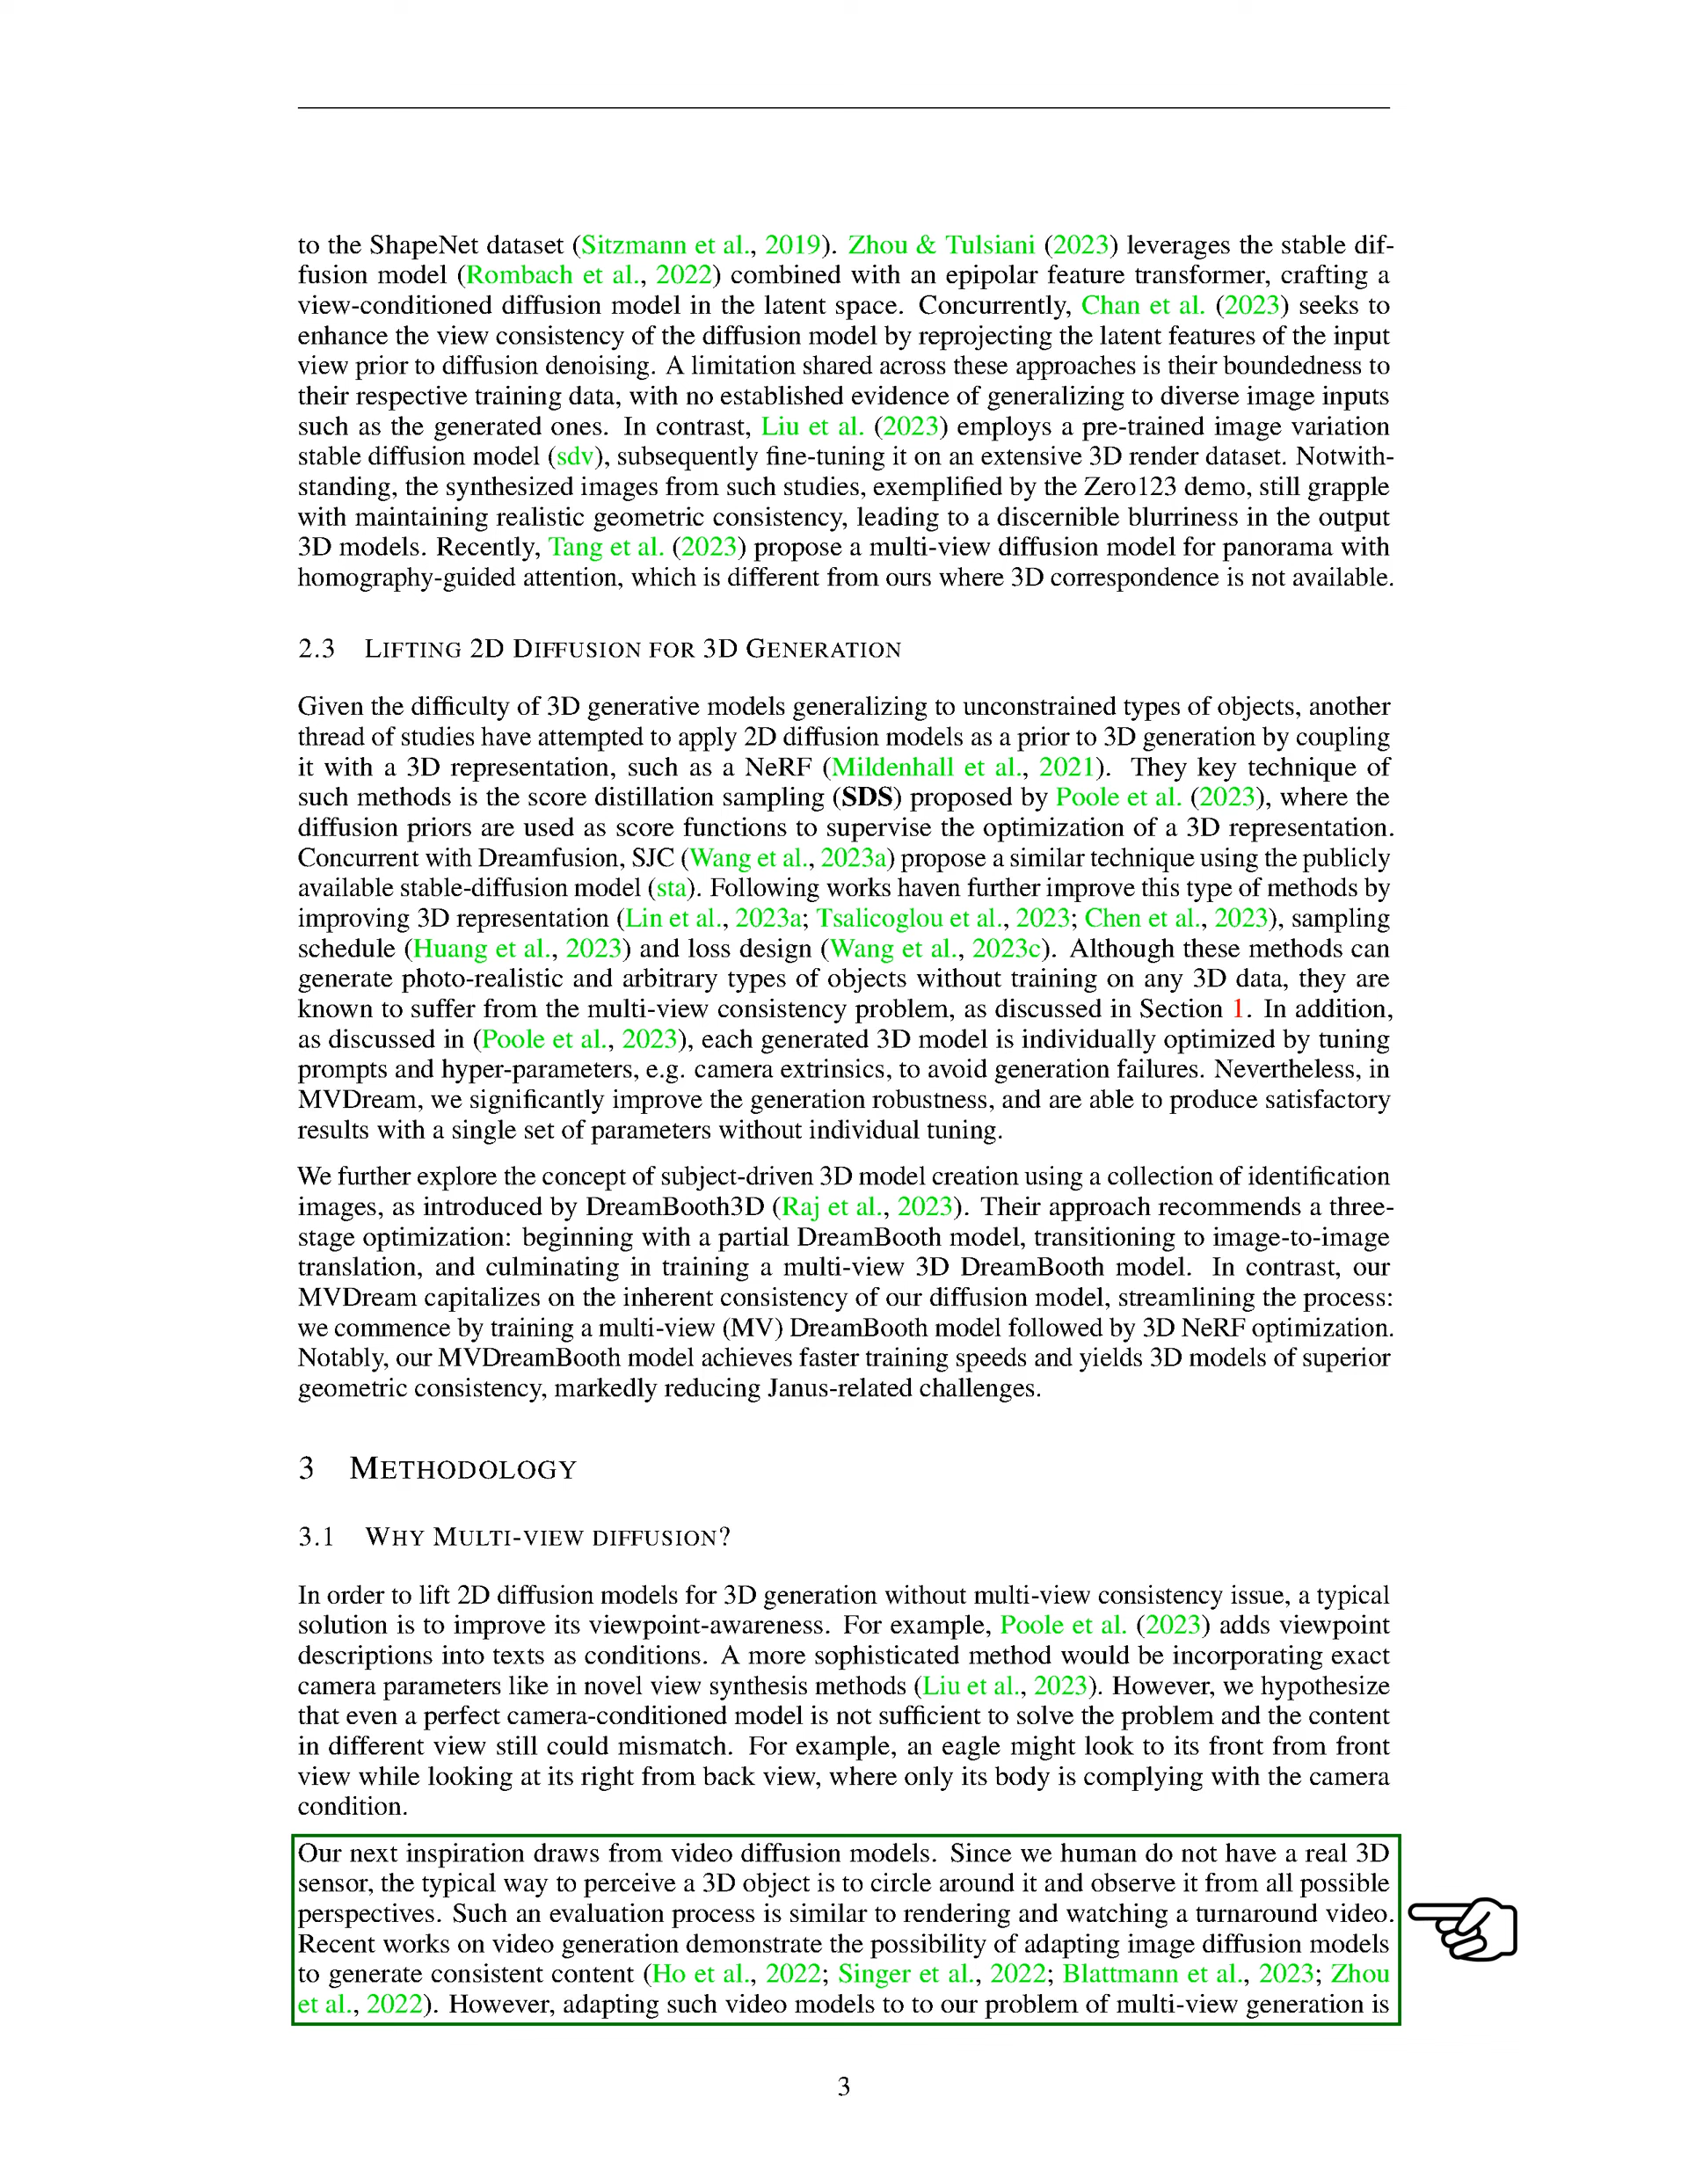 to the ShapeNet dataset (Sitzmann et al., 2019). Zhou & Tulsiani (2023) leverages the stable dif-
fusion model (Rombach et al., 2022) combined with an epipolar feature transformer, crafting a
view-conditioned diffusion model in the latent space. Concurrently, Chan et al. (2023) seeks to
enhance the view consistency of the diffusion model by reprojecting the latent features of the input
view prior to diffusion denoising. A limitation shared across these approaches is their boundedness to
their respective training data, with no established evidence of generalizing to diverse image inputs
such as the generated ones. In contrast, Liu et al. (2023) employs a pre-trained image variation
stable diffusion model (sdv), subsequently fine-tuning it on an extensive 3D render dataset. Notwith-
standing, the synthesized images from such studies, exemplified by the Zero123 demo, still grapple
with maintaining realistic geometric consistency, leading to a discernible blurriness in the output
3D models. Recently, Tang et al. (2023) propose a multi-view diffusion model for panorama with
homography-guided attention, which is different from ours where 3D correspondence is not available.
2.3 LIFTING 2D DIFFUSION FOR 3D GENERATION
Given the difficulty of 3D generative models generalizing to unconstrained types of objects, another
thread of studies have attempted to apply 2D diffusion models as a prior to 3D generation by coupling
it with a 3D representation, such as a NeRF (Mildenhall et al., 2021). They key technique of
such methods is the score distillation sampling (SDS) proposed by Poole et al. (2023), where the
diffusion priors are used as score functions to supervise the optimization of a 3D representation.
Concurrent with Dreamfusion, SJC (Wang et al., 2023a) propose a similar technique using the publicly
available stable-diffusion model (sta). Following works haven further improve this type of methods by
improving 3D representation (Lin et al., 2023a; Tsalicoglou et al., 2023; Chen et al., 2023), sampling
schedule (Huang et al., 2023) and loss design (Wang et al., 2023c). Although these methods can
generate photo-realistic and arbitrary types of objects without training on any 3D data, they are
known to suffer from the multi-view consistency problem, as discussed in Section 1. In addition,
as discussed in (Poole et al., 2023), each generated 3D model is individually optimized by tuning
prompts and hyper-parameters, e.g. camera extrinsics, to avoid generation failures. Nevertheless, in
MVDream, we significantly improve the generation robustness, and are able to produce satisfactory
results with a single set of parameters without individual tuning.
We further explore the concept of subject-driven 3D model creation using a collection of identification
images, as introduced by DreamBooth3D (Raj et al., 2023). Their approach recommends a three-
stage optimization: beginning with a partial DreamBooth model, transitioning to image-to-image
translation, and culminating in training a multi-view 3D DreamBooth model. In contrast, our
MVDream capitalizes on the inherent consistency of our diffusion model, streamlining the process:
we commence by training a multi-view (MV) DreamBooth model followed by 3D NeRF optimization.
Notably, our MVDreamBooth model achieves faster training speeds and yields 3D models of superior
geometric consistency, markedly reducing Janus-related challenges.
3 METHODOLOGY
3.1 WHY MULTI-VIEW DIFFUSION?
In order to lift 2D diffusion models for 3D generation without multi-view consistency issue, a typical
solution is to improve its viewpoint-awareness. For example, Poole et al. (2023) adds viewpoint
descriptions into texts as conditions. A more sophisticated method would be incorporating exact
camera parameters like in novel view synthesis methods (Liu et al., 2023). However, we hypothesize
that even a perfect camera-conditioned model is not sufficient to solve the problem and the content
in different view still could mismatch. For example, an eagle might look to its front from front
view while looking at its right from back view, where only its body is complying with the camera
condition.
Our next inspiration draws from video diffusion models. Since we human do not have a real 3D
sensor, the typical way to perceive a 3D object is to circle around it and observe it from all possible
perspectives. Such an evaluation process is similar to rendering and watching a turnaround video.
Recent works on video generation demonstrate the possibility of adapting image diffusion models
to generate consistent content (Ho et al., 2022; Singer et al., 2022; Blattmann et al., 2023; Zhou
et al., 2022). However, adapting such video models to to our problem of multi-view generation is
3